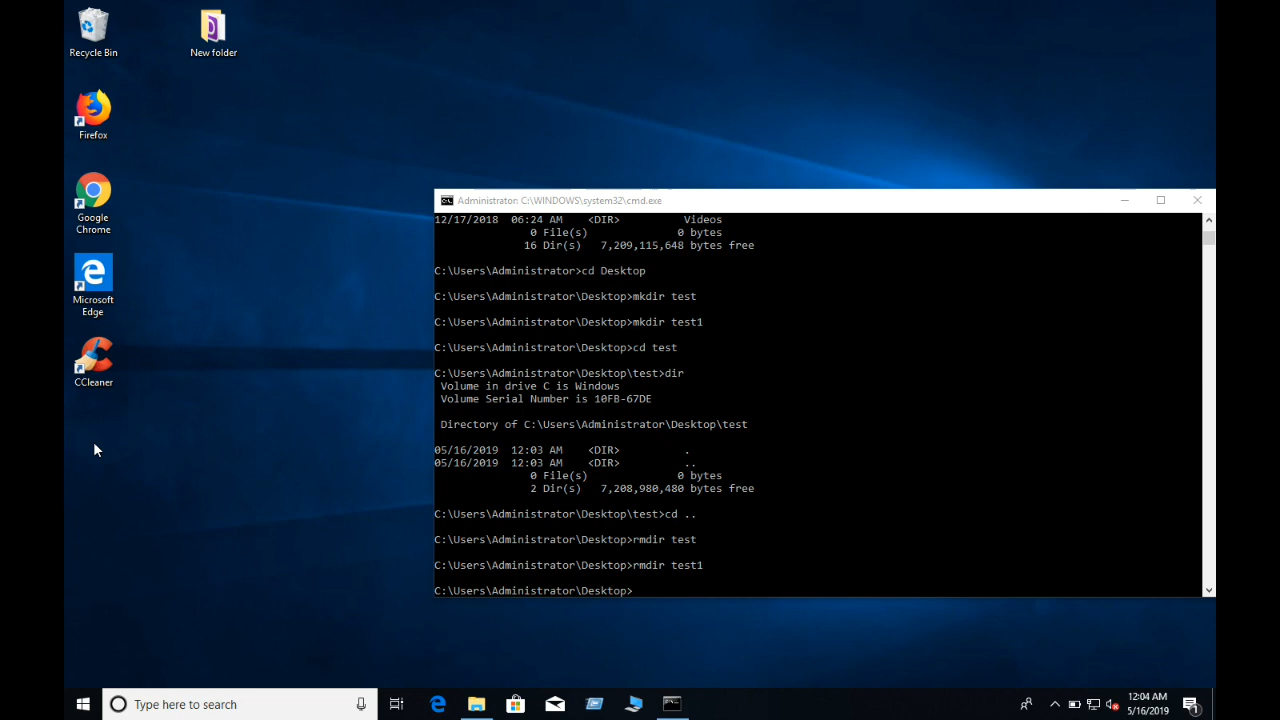 Recycle Bin
New folder
Firefox
Google
Chrome
Microsoft
Edge
CCleaner
Administrator: C:\WINDOWS\system32\cmd.exe
12/17/2018  06:24 AM    <DIR>          Videos
0 File(s)              0 bytes
16 Dir(s)   7,209,115,648 bytes free
C:\Users\Administrator>cd Desktop
C:\Users\Administrator\Desktop>mkdir test
C:\Users\Administrator\Desktop>mkdir test1
C:\Users\Administrator\Desktop>cd test
C:\Users\Administrator\Desktop\test>dir
Volume in drive C is Windows
Volume Serial Number is 10FB-67DE
Directory of C:\Users\Administrator\Desktop\test
05/16/2019  12:03 AM    <DIR>          .
05/16/2019  12:03 AM    <DIR>          ..
0 File(s)              0 bytes
2 Dir(s)   7,208,980,480 bytes free
C:\Users\Administrator\Desktop\test>cd ..
C:\Users\Administrator\Desktop>rmdir test
C:\Users\Administrator\Desktop>rmdir test1
C:\Users\Administrator\Desktop>
Type here to search
12:04 AM
5/16/2019
1